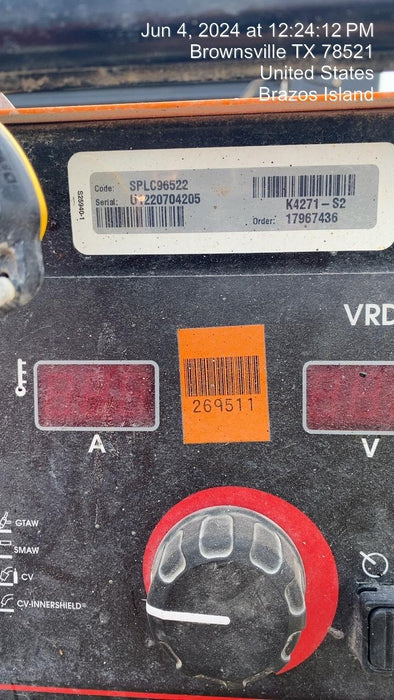 Jun 4, 2024 at 12:24:12 PM
Brownsville TX 78521
United States
Brazos Island
S25940-1
Code: SPLC96522
Serial: U1220704205
K4271-S2
Order: 17967436
VRD
269511
A
V
GTAW
SMAW
CV
CV-INNERSHIELD®